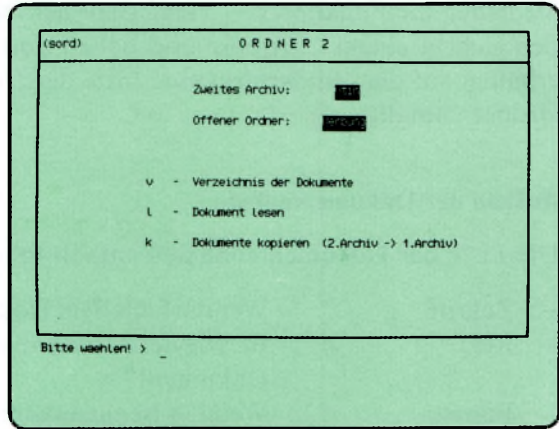 (sord) ORDNER 2
Zweites Archiv:
Offener Ordner:
v - Verzeichnis der Dokumente
l - Dokument lesen
k - Dokumente kopieren (2.Archiv -> 1.Archiv)
Bitte waehlen! > _